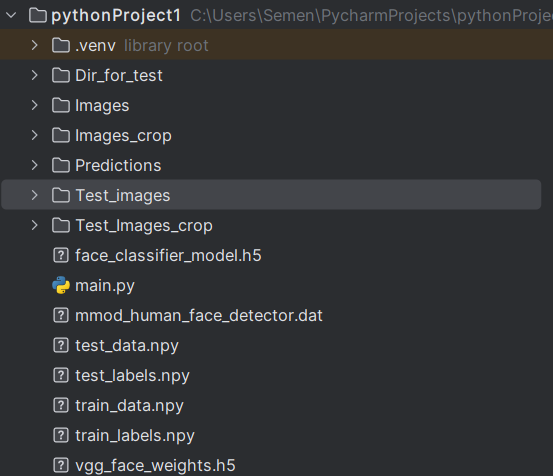 pythonProject1 C:\Users\Semen\PycharmProjects\pythonProje
.venv library root
Dir_for_test
Images
Images_crop
Predictions
Test_images
Test_Images_crop
? face_classifier_model.h5
main.py
? mmod_human_face_detector.dat
? test_data.npy
? test_labels.npy
? train_data.npy
? train_labels.npy
? vgg_face_weights.h5